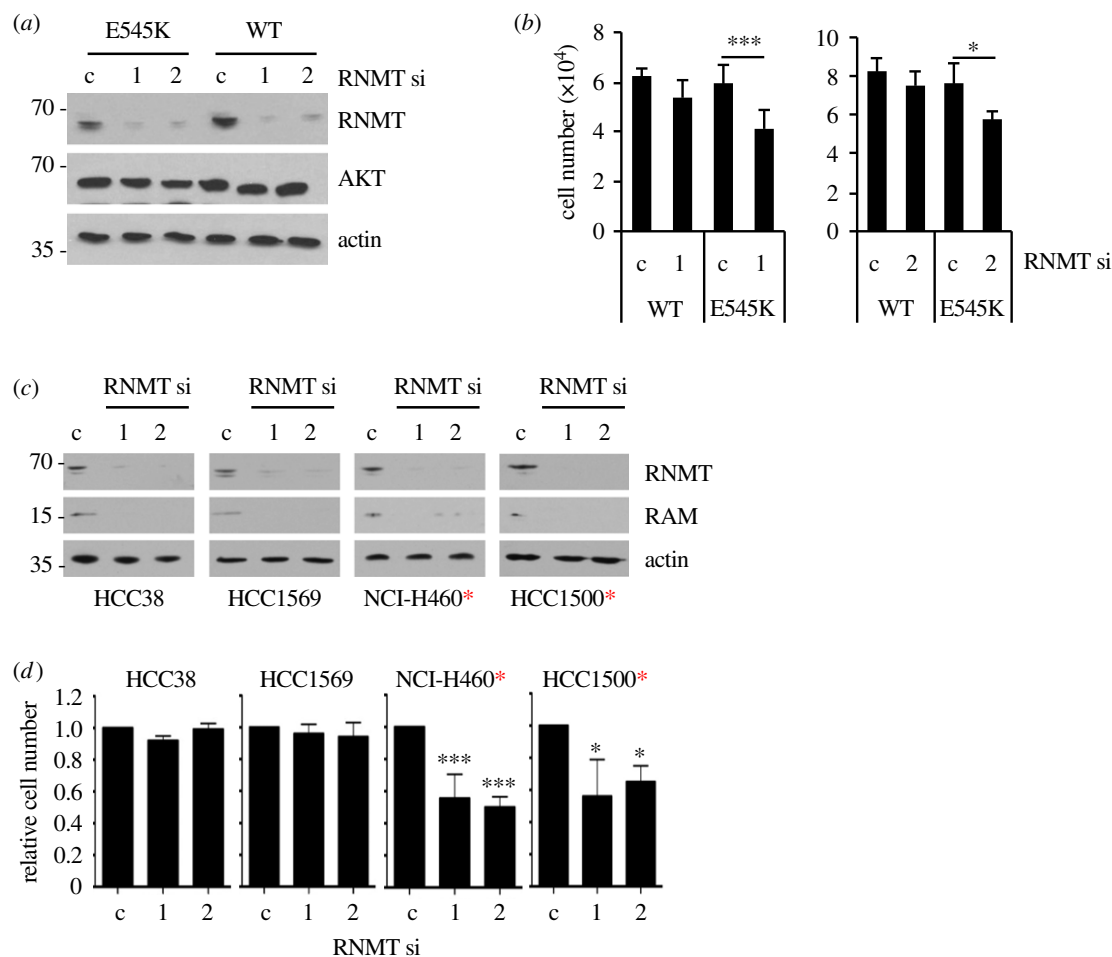 (a)
E545K WT
c 1 2 c 1 2 RNMT si
70 RNMT
70 AKT
35 actin
(b)
cell number (×10⁴)
8
6
4
2
0
***
c 1 c 1
WT E545K
10
8
6
4
2
0
*
c 2 c 2 RNMT si
WT E545K
(c)
RNMT si RNMT si RNMT si RNMT si
c 1 2 c 1 2 c 1 2 c 1 2
70 RNMT
15 RAM
35 actin
HCC38 HCC1569 NCI-H460* HCC1500*
(d)
HCC38 HCC1569 NCI-H460* HCC1500*
relative cell number
1.2
1.0
0.8
0.6
0.4
0.2
0
*** *** * *
c 1 2 c 1 2 c 1 2 c 1 2
RNMT si